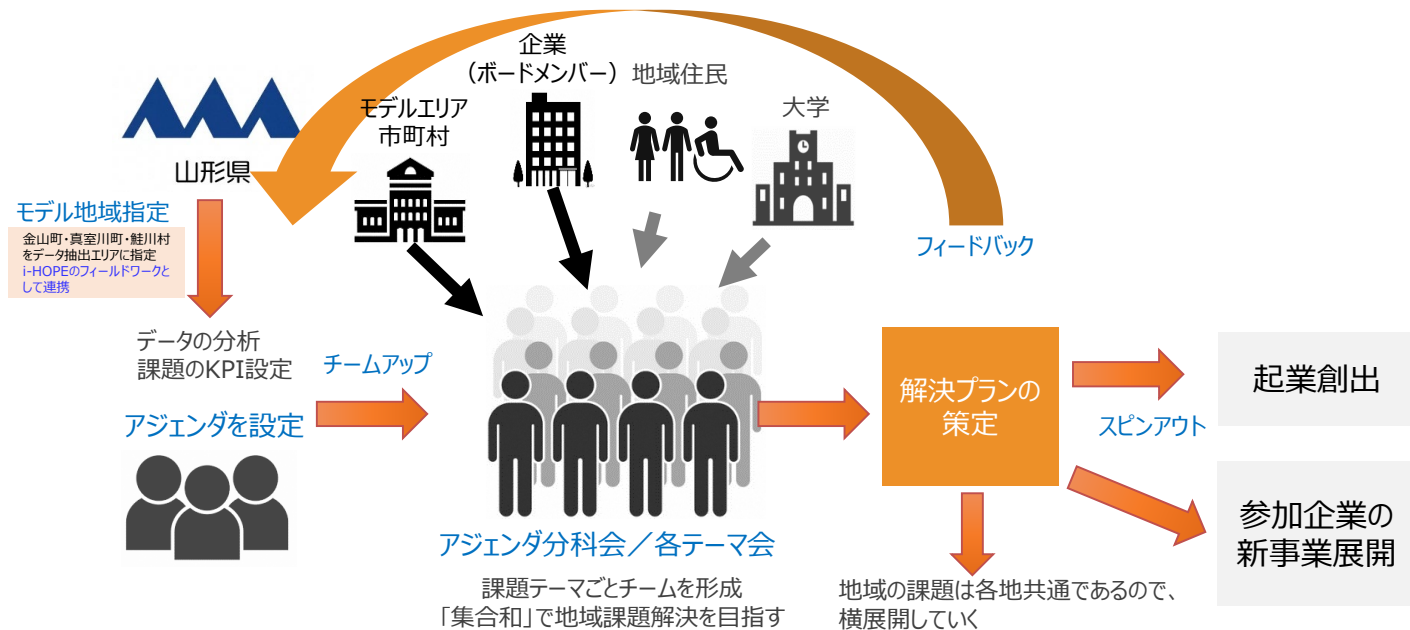 企業
（ボードメンバー）
地域住民
モデルエリア
市町村
大学
山形県
モデル地域指定
金山町・真室川町・鮭川村
をデータ抽出エリアに指定
i-HOPEのフィールドワークと
して連携
フィードバック
データの分析
課題のKPI設定
チームアップ
アジェンダを設定
解決プランの
策定
起業創出
スピンアウト
参加企業の
新事業展開
アジェンダ分科会／各テーマ会
課題テーマごとチームを形成
「集合和」で地域課題解決を目指す
地域の課題は各地共通であるので、
横展開していく